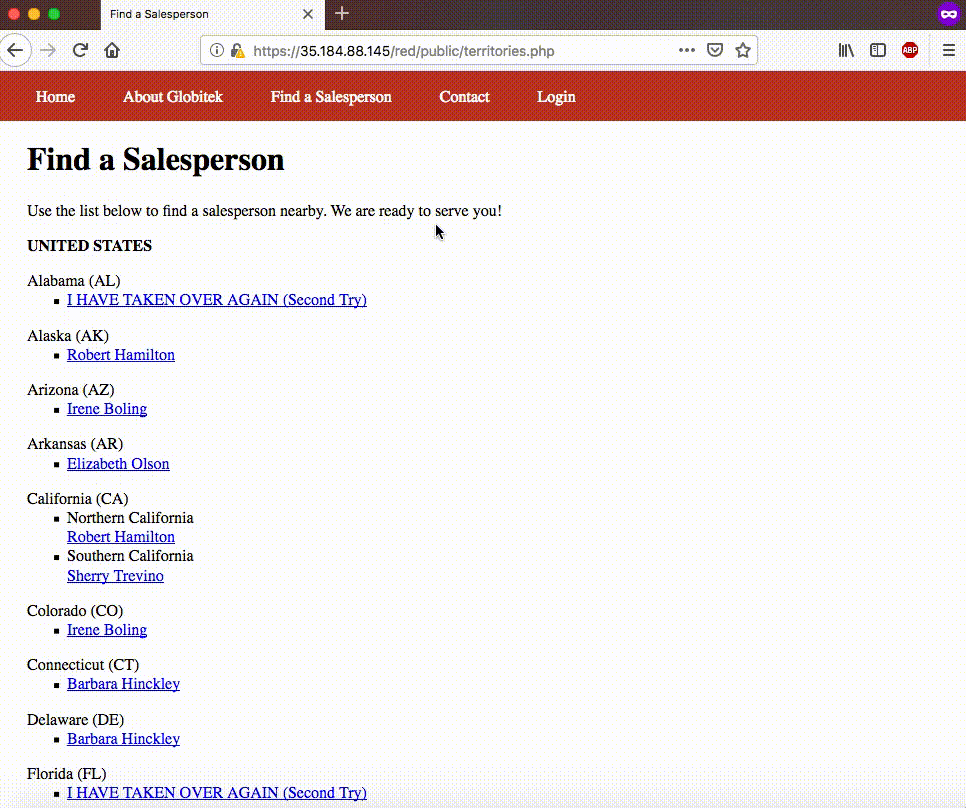 Find a Salesperson
https://35.184.88.145/red/public/territories.php
ABP
Home About Globitek Find a Salesperson Contact Login
Find a Salesperson
Use the list below to find a salesperson nearby. We are ready to serve you!
UNITED STATES
Alabama (AL)
I HAVE TAKEN OVER AGAIN (Second Try)
Alaska (AK)
Robert Hamilton
Arizona (AZ)
Irene Boling
Arkansas (AR)
Elizabeth Olson
California (CA)
Northern California
Robert Hamilton
Southern California
Sherry Trevino
Colorado (CO)
Irene Boling
Connecticut (CT)
Barbara Hinckley
Delaware (DE)
Barbara Hinckley
Florida (FL)
I HAVE TAKEN OVER AGAIN (Second Try)